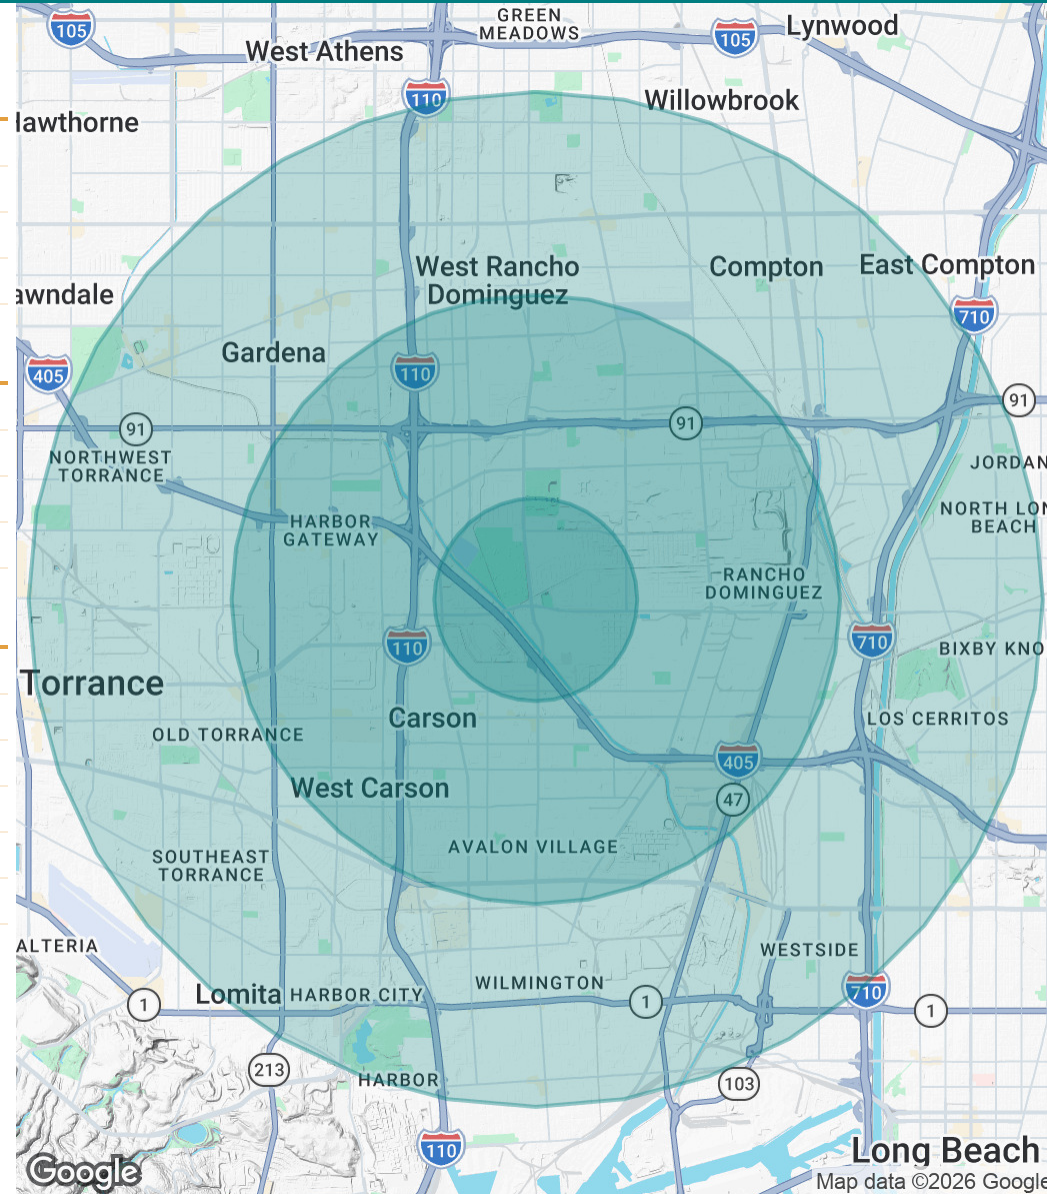 105
GREEN
MEADOWS
Lynwood
105
West Athens
110
Willowbrook
Hawthorne
West Rancho
Dominguez
Compton
East Compton
awndale
710
Gardena
110
405
91
91
91
NORTHWEST
TORRANCE
JORDAN
HARBOR
GATEWAY
NORTH LON
BEACH
RANCHO
DOMINGUEZ
110
710
BIXBY KNO
Torrance
Carson
LOS CERRITOS
OLD TORRANCE
405
West Carson
47
AVALON VILLAGE
SOUTHEAST
TORRANCE
ALTERIA
WESTSIDE
WILMINGTON
710
Lomita
HARBOR CITY
1
1
1
213
HARBOR
103
110
Long Beach
Google
Map data ©2026 Google